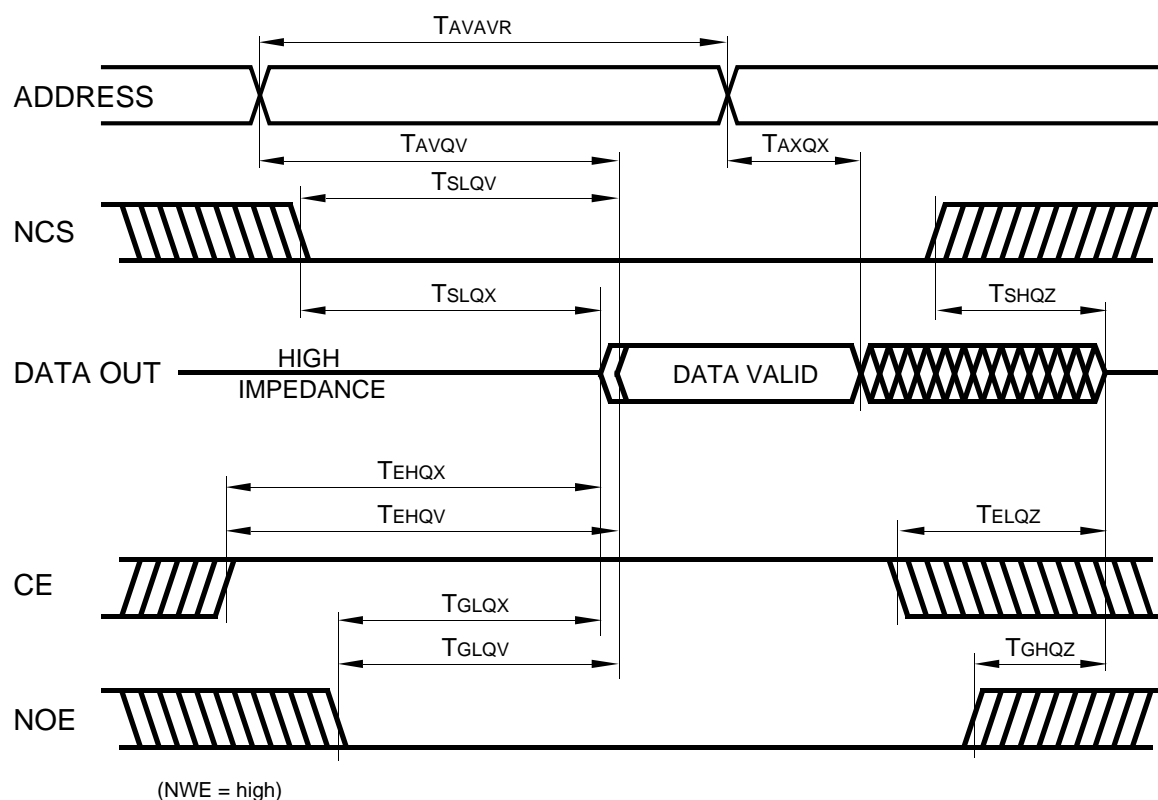 TAVAVR
ADDRESS
TAVQV
TAXQX
TSLQV
NCS
TSLQX
TSHQZ
DATA OUT
HIGH
IMPEDANCE
DATA VALID
TEHQX
TEHQV
TELQZ
CE
TGLQX
TGLQV
TGHQZ
NOE
(NWE = high)